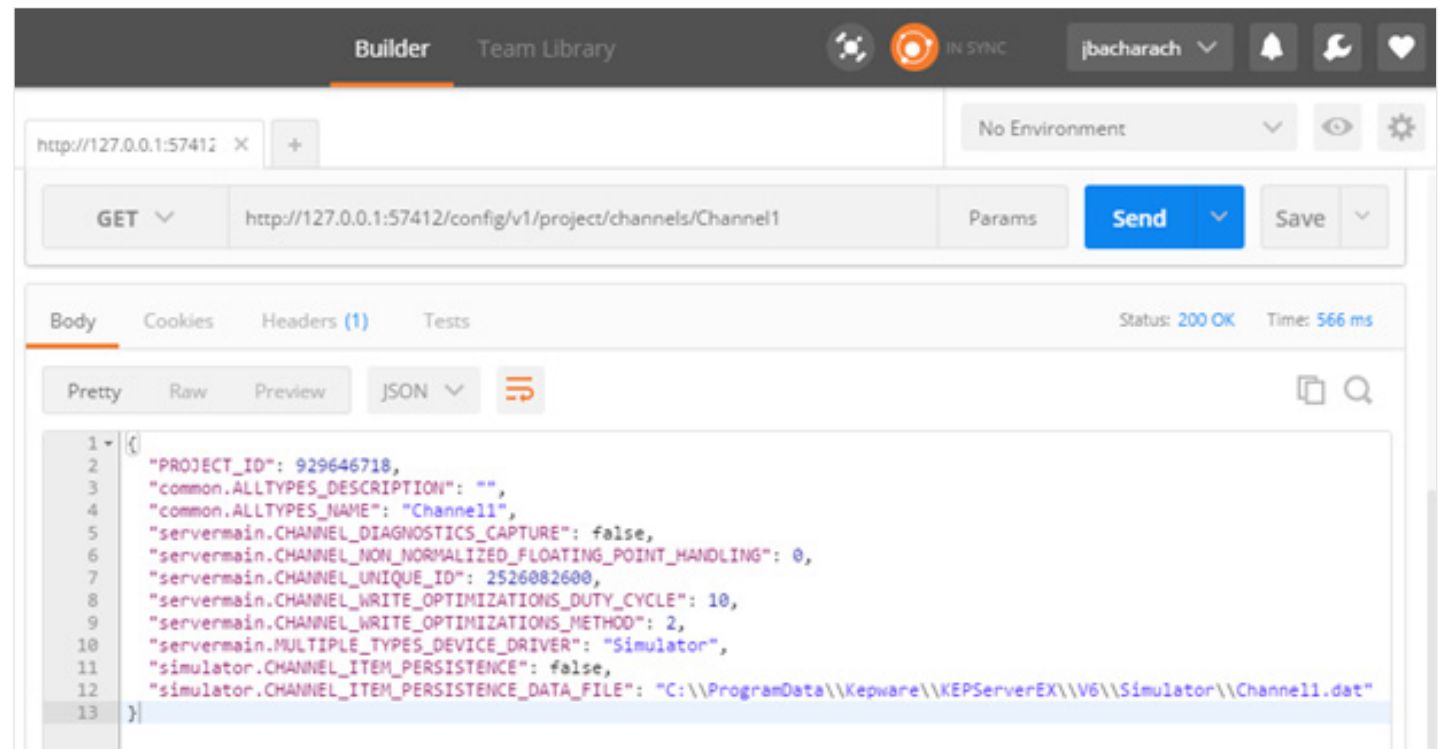 Builder Team Library IN SYNC jbacharach
http://127.0.0.1:57412 × + No Environment
GET http://127.0.0.1:57412/config/v1/project/channels/Channel1 Params Send Save
Body Cookies Headers (1) Tests Status: 200 OK Time: 566 ms
Pretty Raw Preview JSON
1 {
2 "PROJECT_ID": 929646718,
3 "common.ALLTYPES_DESCRIPTION": "",
4 "common.ALLTYPES_NAME": "Channel1",
5 "servermain.CHANNEL_DIAGNOSTICS_CAPTURE": false,
6 "servermain.CHANNEL_NON_NORMALIZED_FLOATING_POINT_HANDLING": 0,
7 "servermain.CHANNEL_UNIQUE_ID": 2526082600,
8 "servermain.CHANNEL_WRITE_OPTIMIZATIONS_DUTY_CYCLE": 10,
9 "servermain.CHANNEL_WRITE_OPTIMIZATIONS_METHOD": 2,
10 "servermain.MULTIPLE_TYPES_DEVICE_DRIVER": "Simulator",
11 "simulator.CHANNEL_ITEM_PERSISTENCE": false,
12 "simulator.CHANNEL_ITEM_PERSISTENCE_DATA_FILE": "C:\\ProgramData\\Kepware\\KEPServerEX\\V6\\Simulator\\Channel1.dat"
13 }